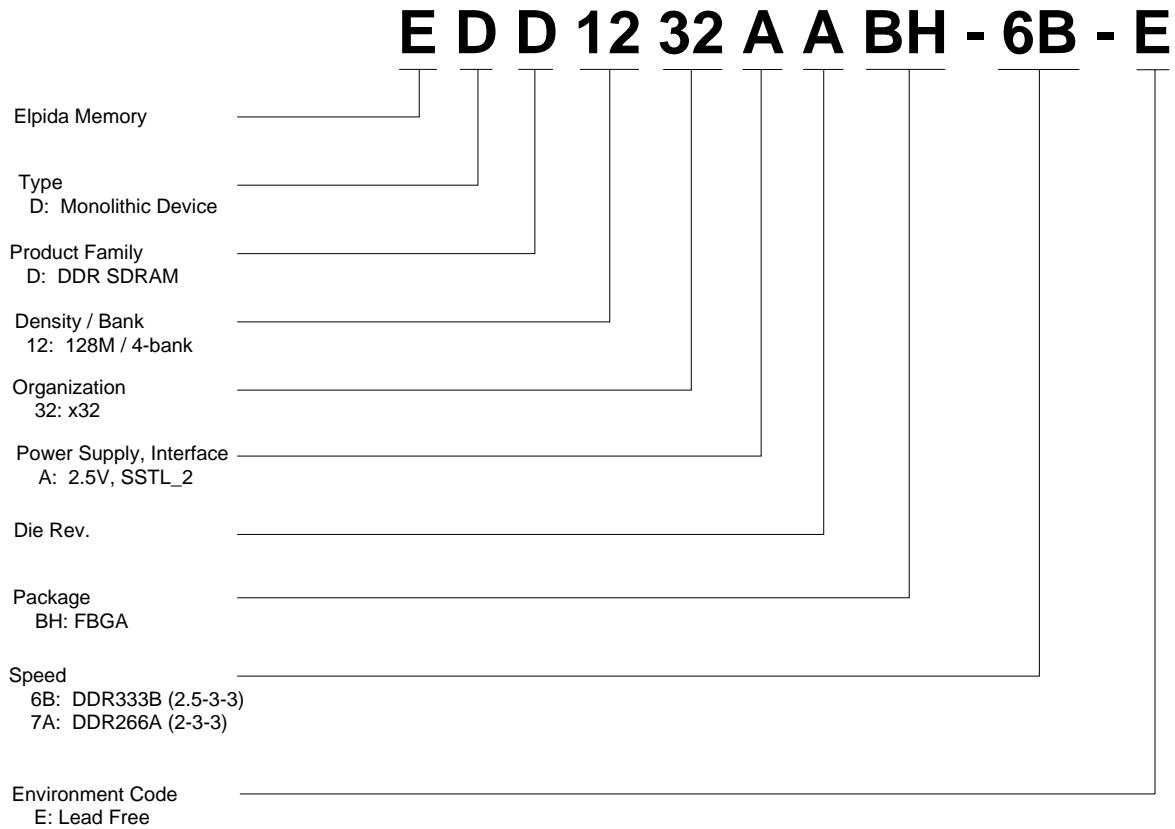 E D D 12 32 A A BH - 6B - E
Elpida Memory
Type
D: Monolithic Device
Product Family
D: DDR SDRAM
Density / Bank
12: 128M / 4-bank
Organization
32: x32
Power Supply, Interface
A: 2.5V, SSTL_2
Die Rev.
Package
BH: FBGA
Speed
6B: DDR333B (2.5-3-3)
7A: DDR266A (2-3-3)
Environment Code
E: Lead Free